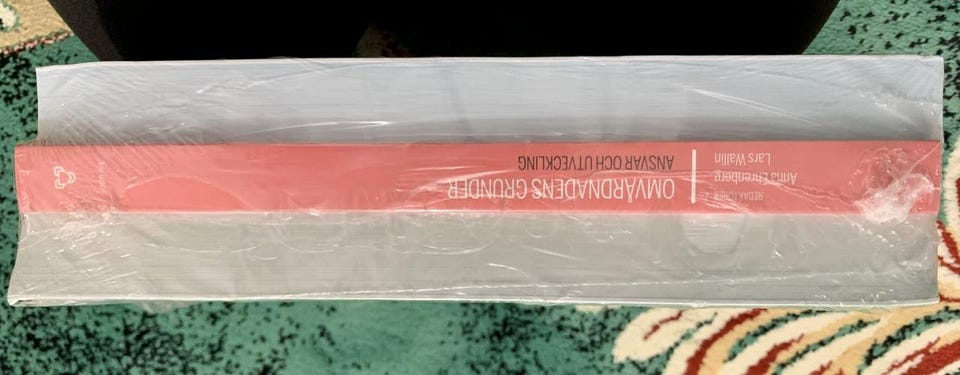 REDAKTÖRER
Anna Ehrenberg
Lars Wallin
OMVÅRDNADENS GRUNDER
ANSVAR OCH UTVECKLING